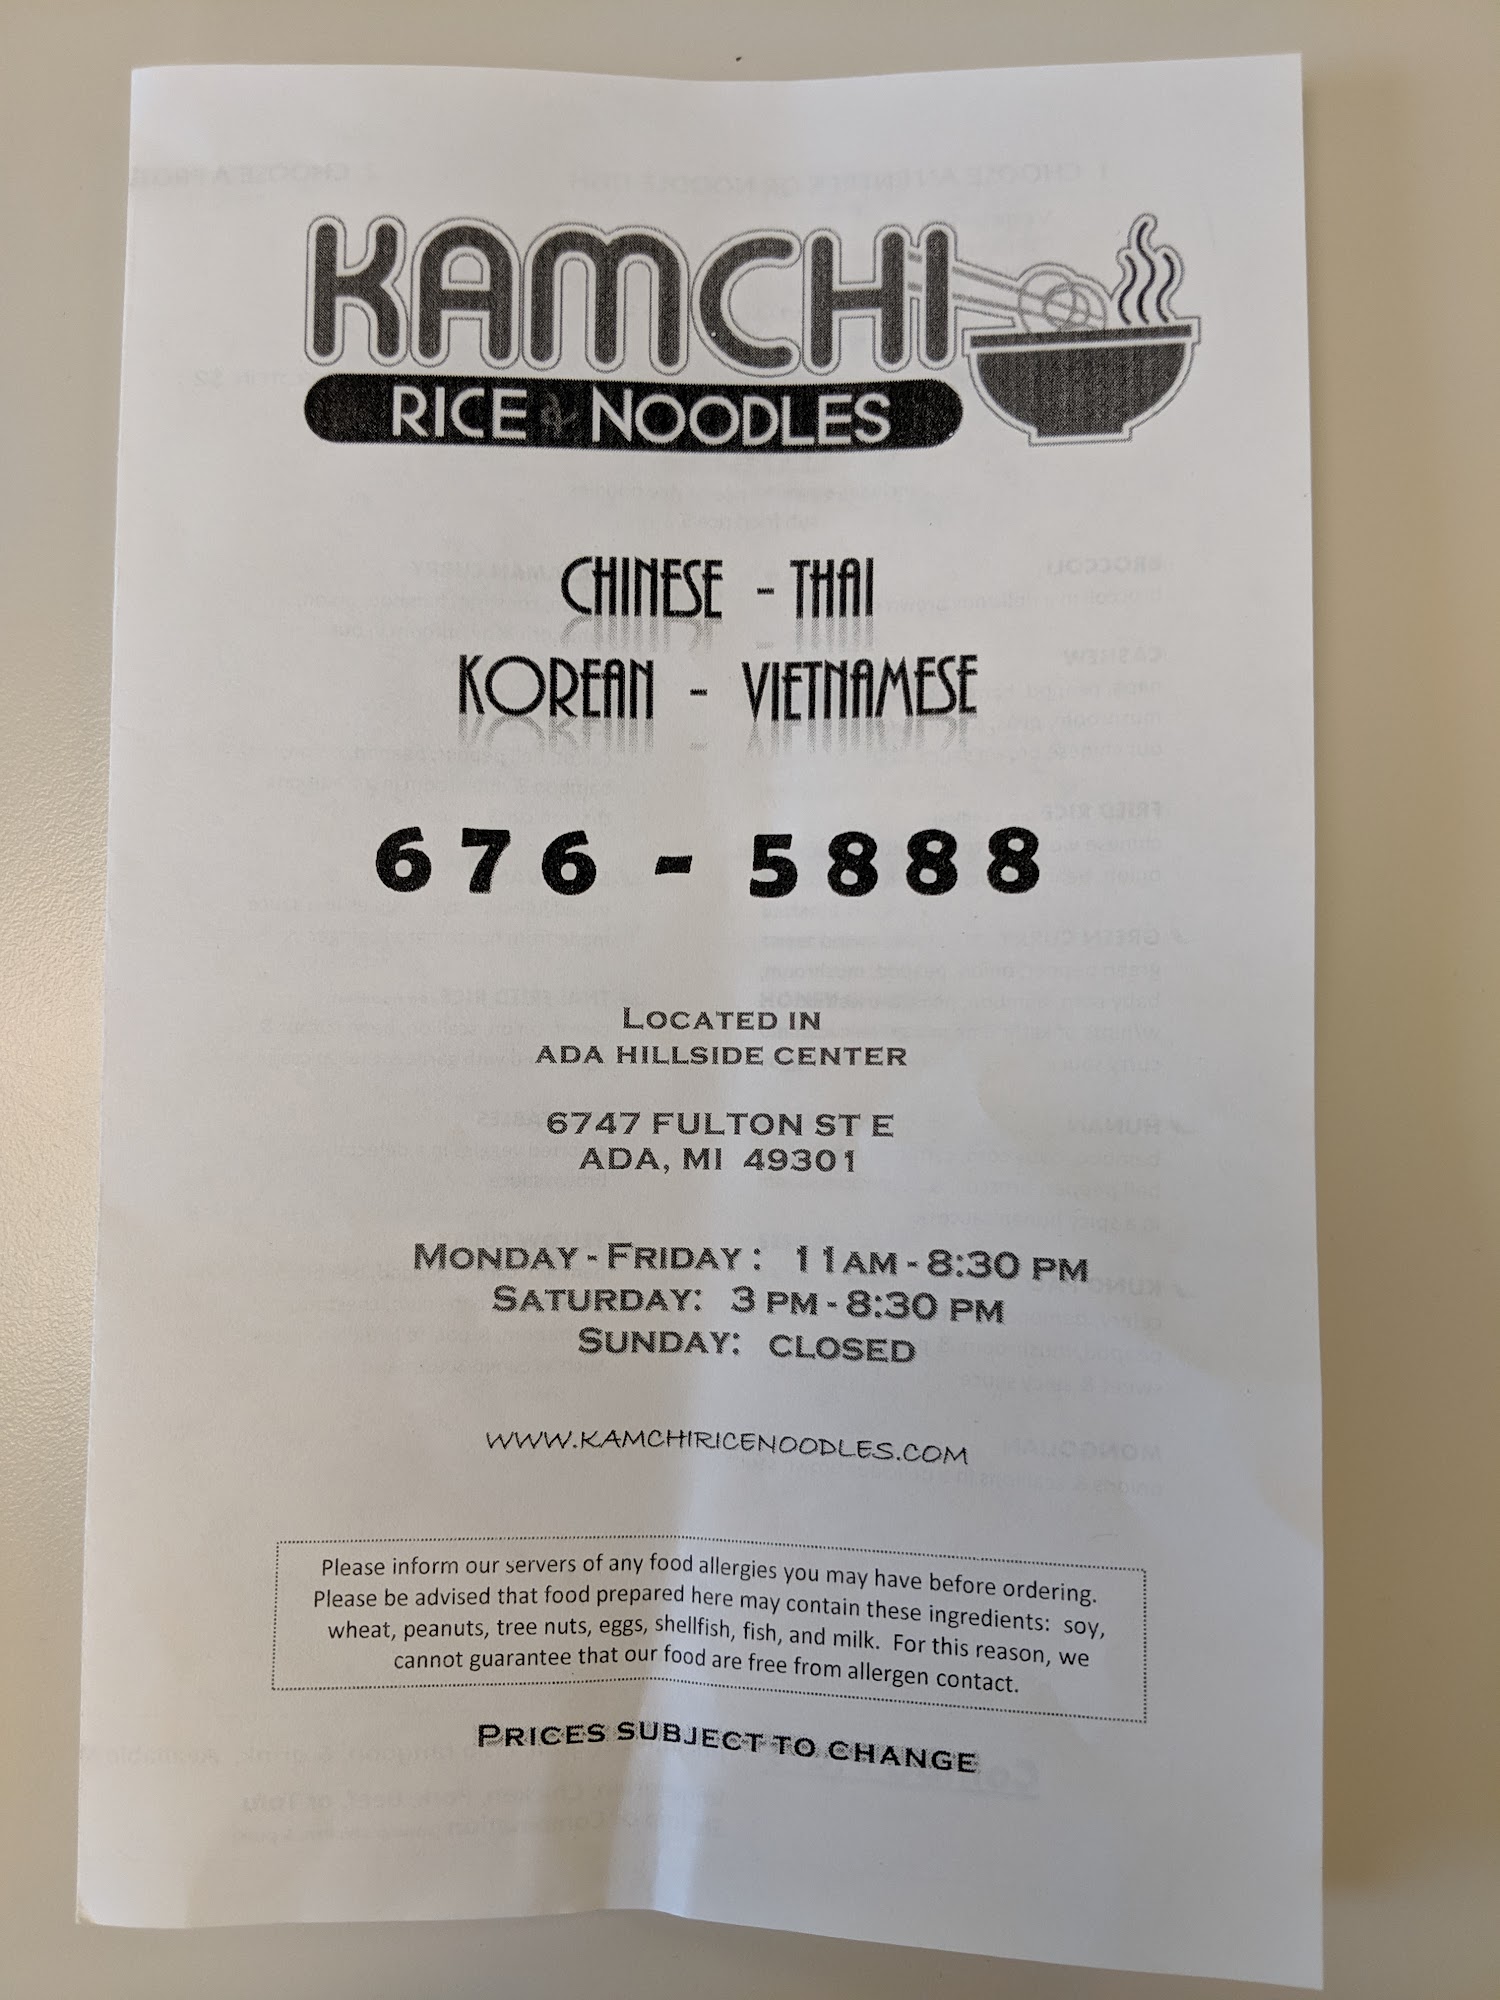 KAMCHI
RICE & NOODLES
CHINESE - THAI
KOREAN - VIETNAMESE
676 - 5888
LOCATED IN
ADA HILLSIDE CENTER
6747 FULTON ST E
ADA, MI 49301
MONDAY - FRIDAY : 11AM - 8:30 PM
SATURDAY: 3 PM - 8:30 PM
SUNDAY: CLOSED
WWW.KAMCHIRICENOODLES.COM
Please inform our servers of any food allergies you may have before ordering.
Please be advised that food prepared here may contain these ingredients: soy,
wheat, peanuts, tree nuts, eggs, shellfish, fish, and milk. For this reason, we
cannot guarantee that our food are free from allergen contact.
PRICES SUBJECT TO CHANGE